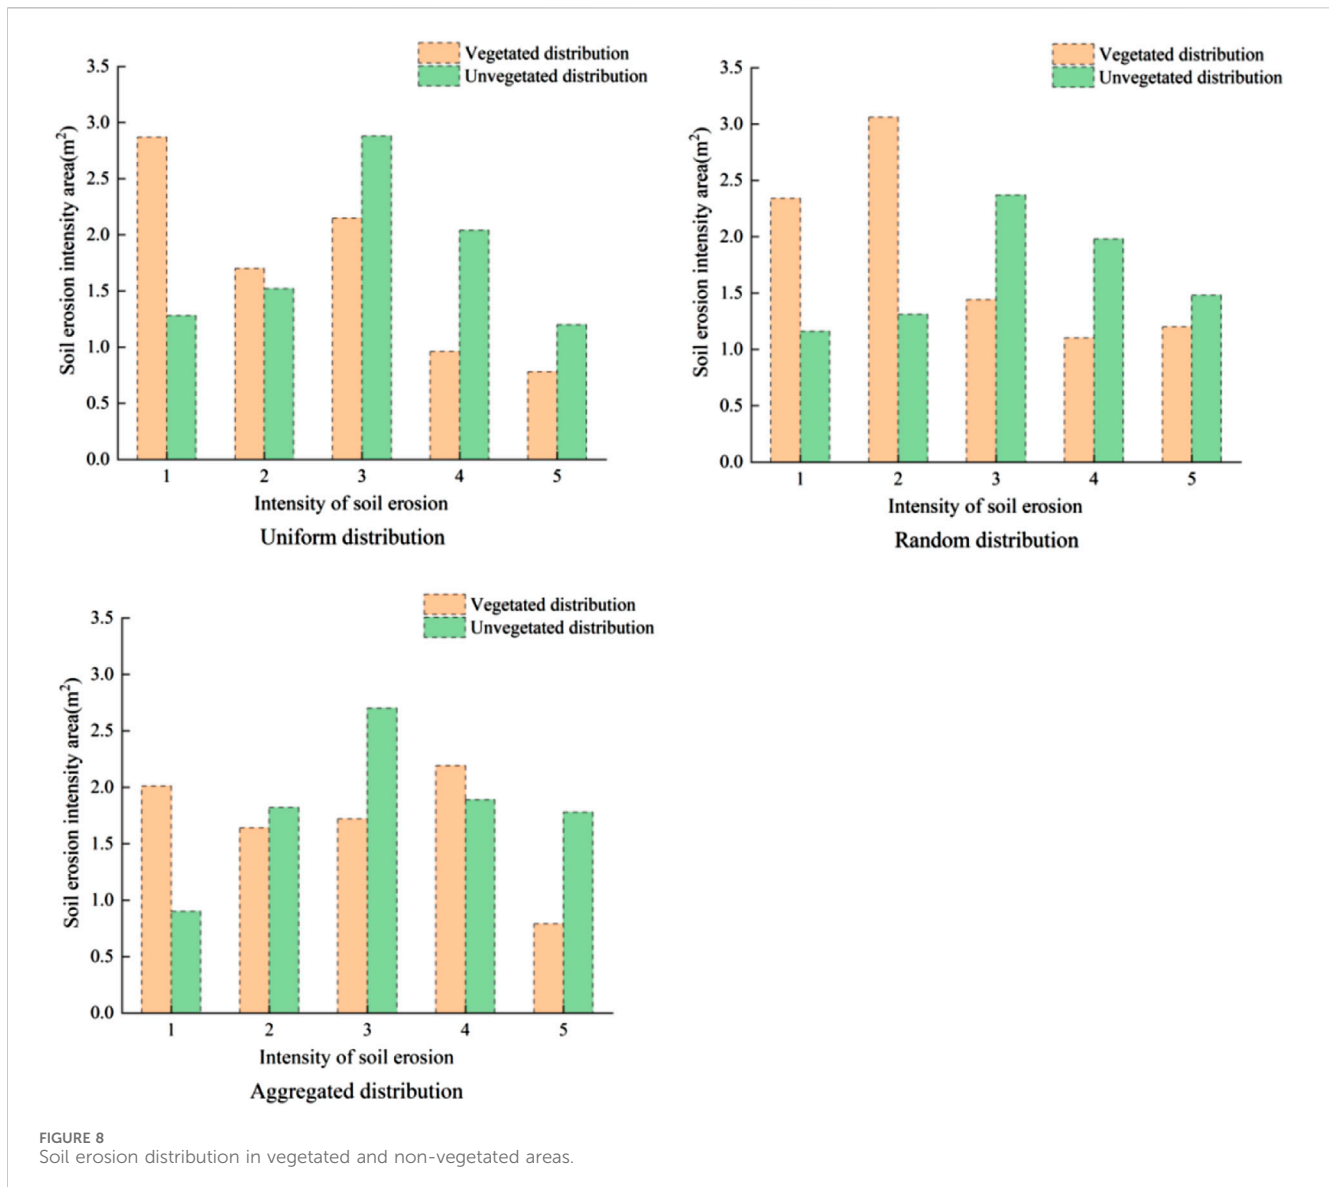 Vegetated distribution
Unvegetated distribution
3.5
3.0
2.5
2.0
1.5
1.0
0.5
0.0
Soil erosion intensity area(m²)
1 2 3 4 5
Intensity of soil erosion
Uniform distribution
Vegetated distribution
Unvegetated distribution
3.5
3.0
2.5
2.0
1.5
1.0
0.5
0.0
Soil erosion intensity area(m²)
1 2 3 4 5
Intensity of soil erosion
Random distribution
Vegetated distribution
Unvegetated distribution
3.5
3.0
2.5
2.0
1.5
1.0
0.5
0.0
Soil erosion intensity area(m²)
1 2 3 4 5
Intensity of soil erosion
Aggregated distribution
FIGURE 8
Soil erosion distribution in vegetated and non-vegetated areas.